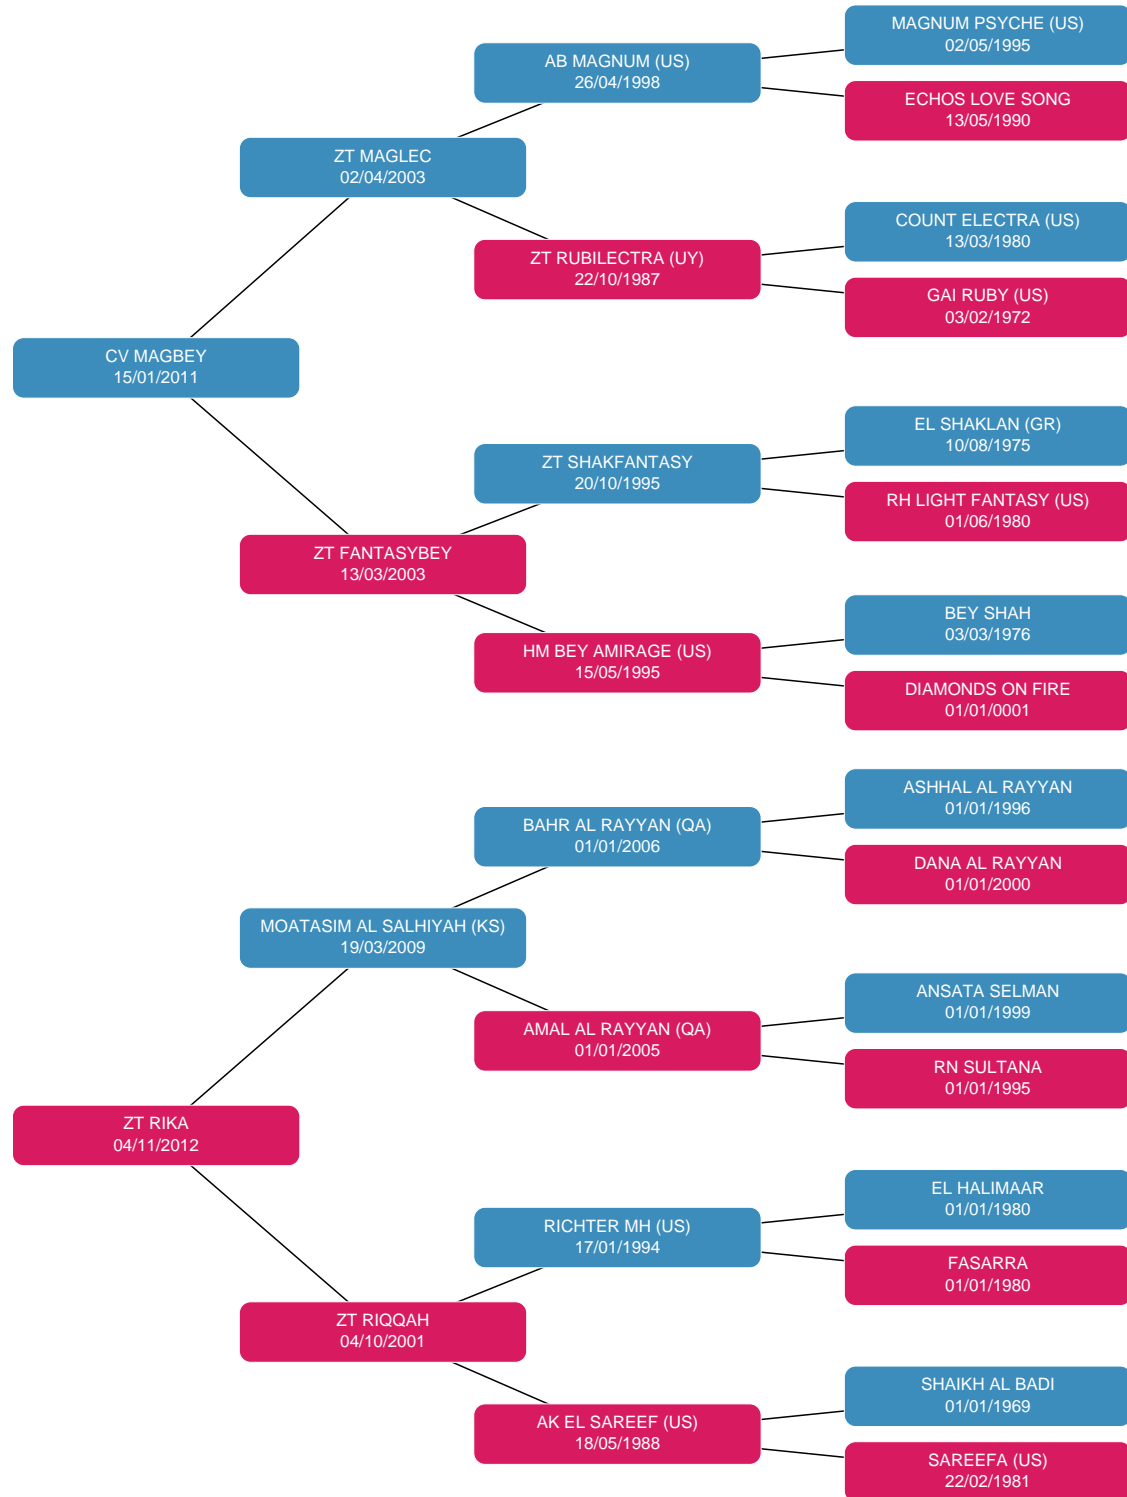 MAGNUM PSYCHE (US)
02/05/1995
AB MAGNUM (US)
26/04/1998
ECHOS LOVE SONG
13/05/1990
ZT MAGLEC
02/04/2003
COUNT ELECTRA (US)
13/03/1980
ZT RUBILECTRA (UY)
22/10/1987
GAI RUBY (US)
03/02/1972
CV MAGBEY
15/01/2011
EL SHAKLAN (GR)
10/08/1975
ZT SHAKFANTASY
20/10/1995
RH LIGHT FANTASY (US)
01/06/1980
ZT FANTASYBEY
13/03/2003
BEY SHAH
03/03/1976
HM BEY AMIRAGE (US)
15/05/1995
DIAMONDS ON FIRE
01/01/0001
ASHHAL AL RAYYAN
01/01/1996
BAHR AL RAYYAN (QA)
01/01/2006
DANA AL RAYYAN
01/01/2000
MOATASIM AL SALHIYAH (KS)
19/03/2009
ANSATA SELMAN
01/01/1999
AMAL AL RAYYAN (QA)
01/01/2005
RN SULTANA
01/01/1995
ZT RIKA
04/11/2012
EL HALIMAAR
01/01/1980
RICHTER MH (US)
17/01/1994
FASARRA
01/01/1980
ZT RIQQAH
04/10/2001
SHAIKH AL BADI
01/01/1969
AK EL SAREEF (US)
18/05/1988
SAREEFA (US)
22/02/1981